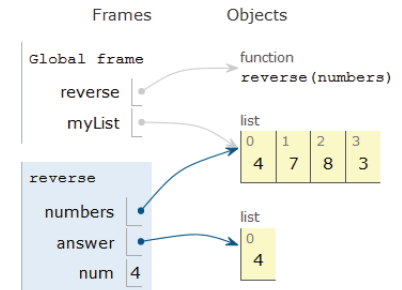 Frames Objects
Global frame
reverse
myList
function
reverse(numbers)
list
0 1 2 3
4 7 8 3
reverse
numbers
answer
num 4
list
0
4